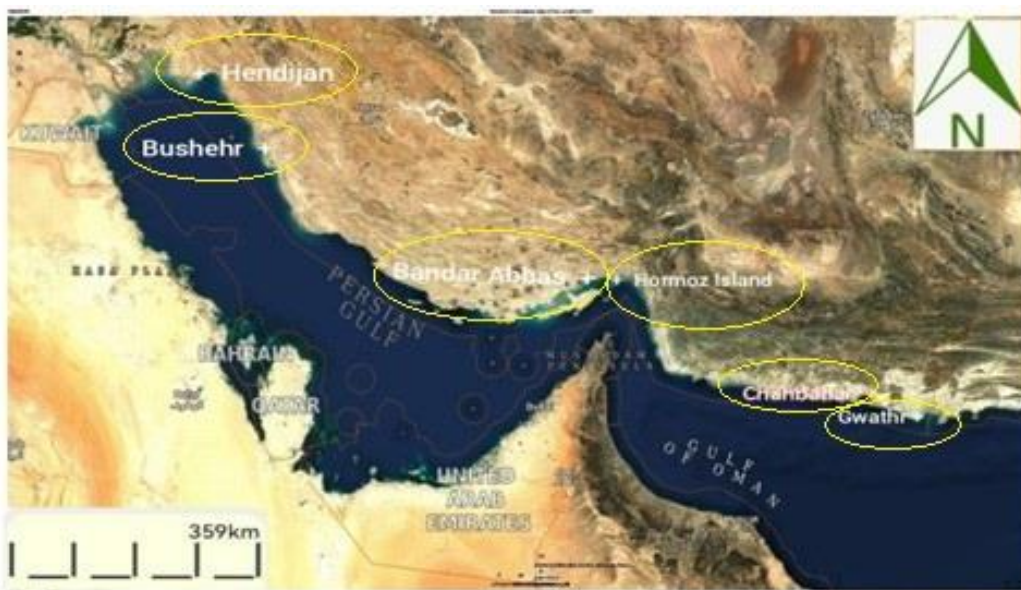 Hendijan
N
KUWAIT
Bushehr
Bandar Abbas
Hormoz Island
PERSIAN
GULF
BAHRAIN
QATAR
Chahbahar
Gwathr
GULF
OF OMAN
UNITED
ARAB
EMIRATES
359km